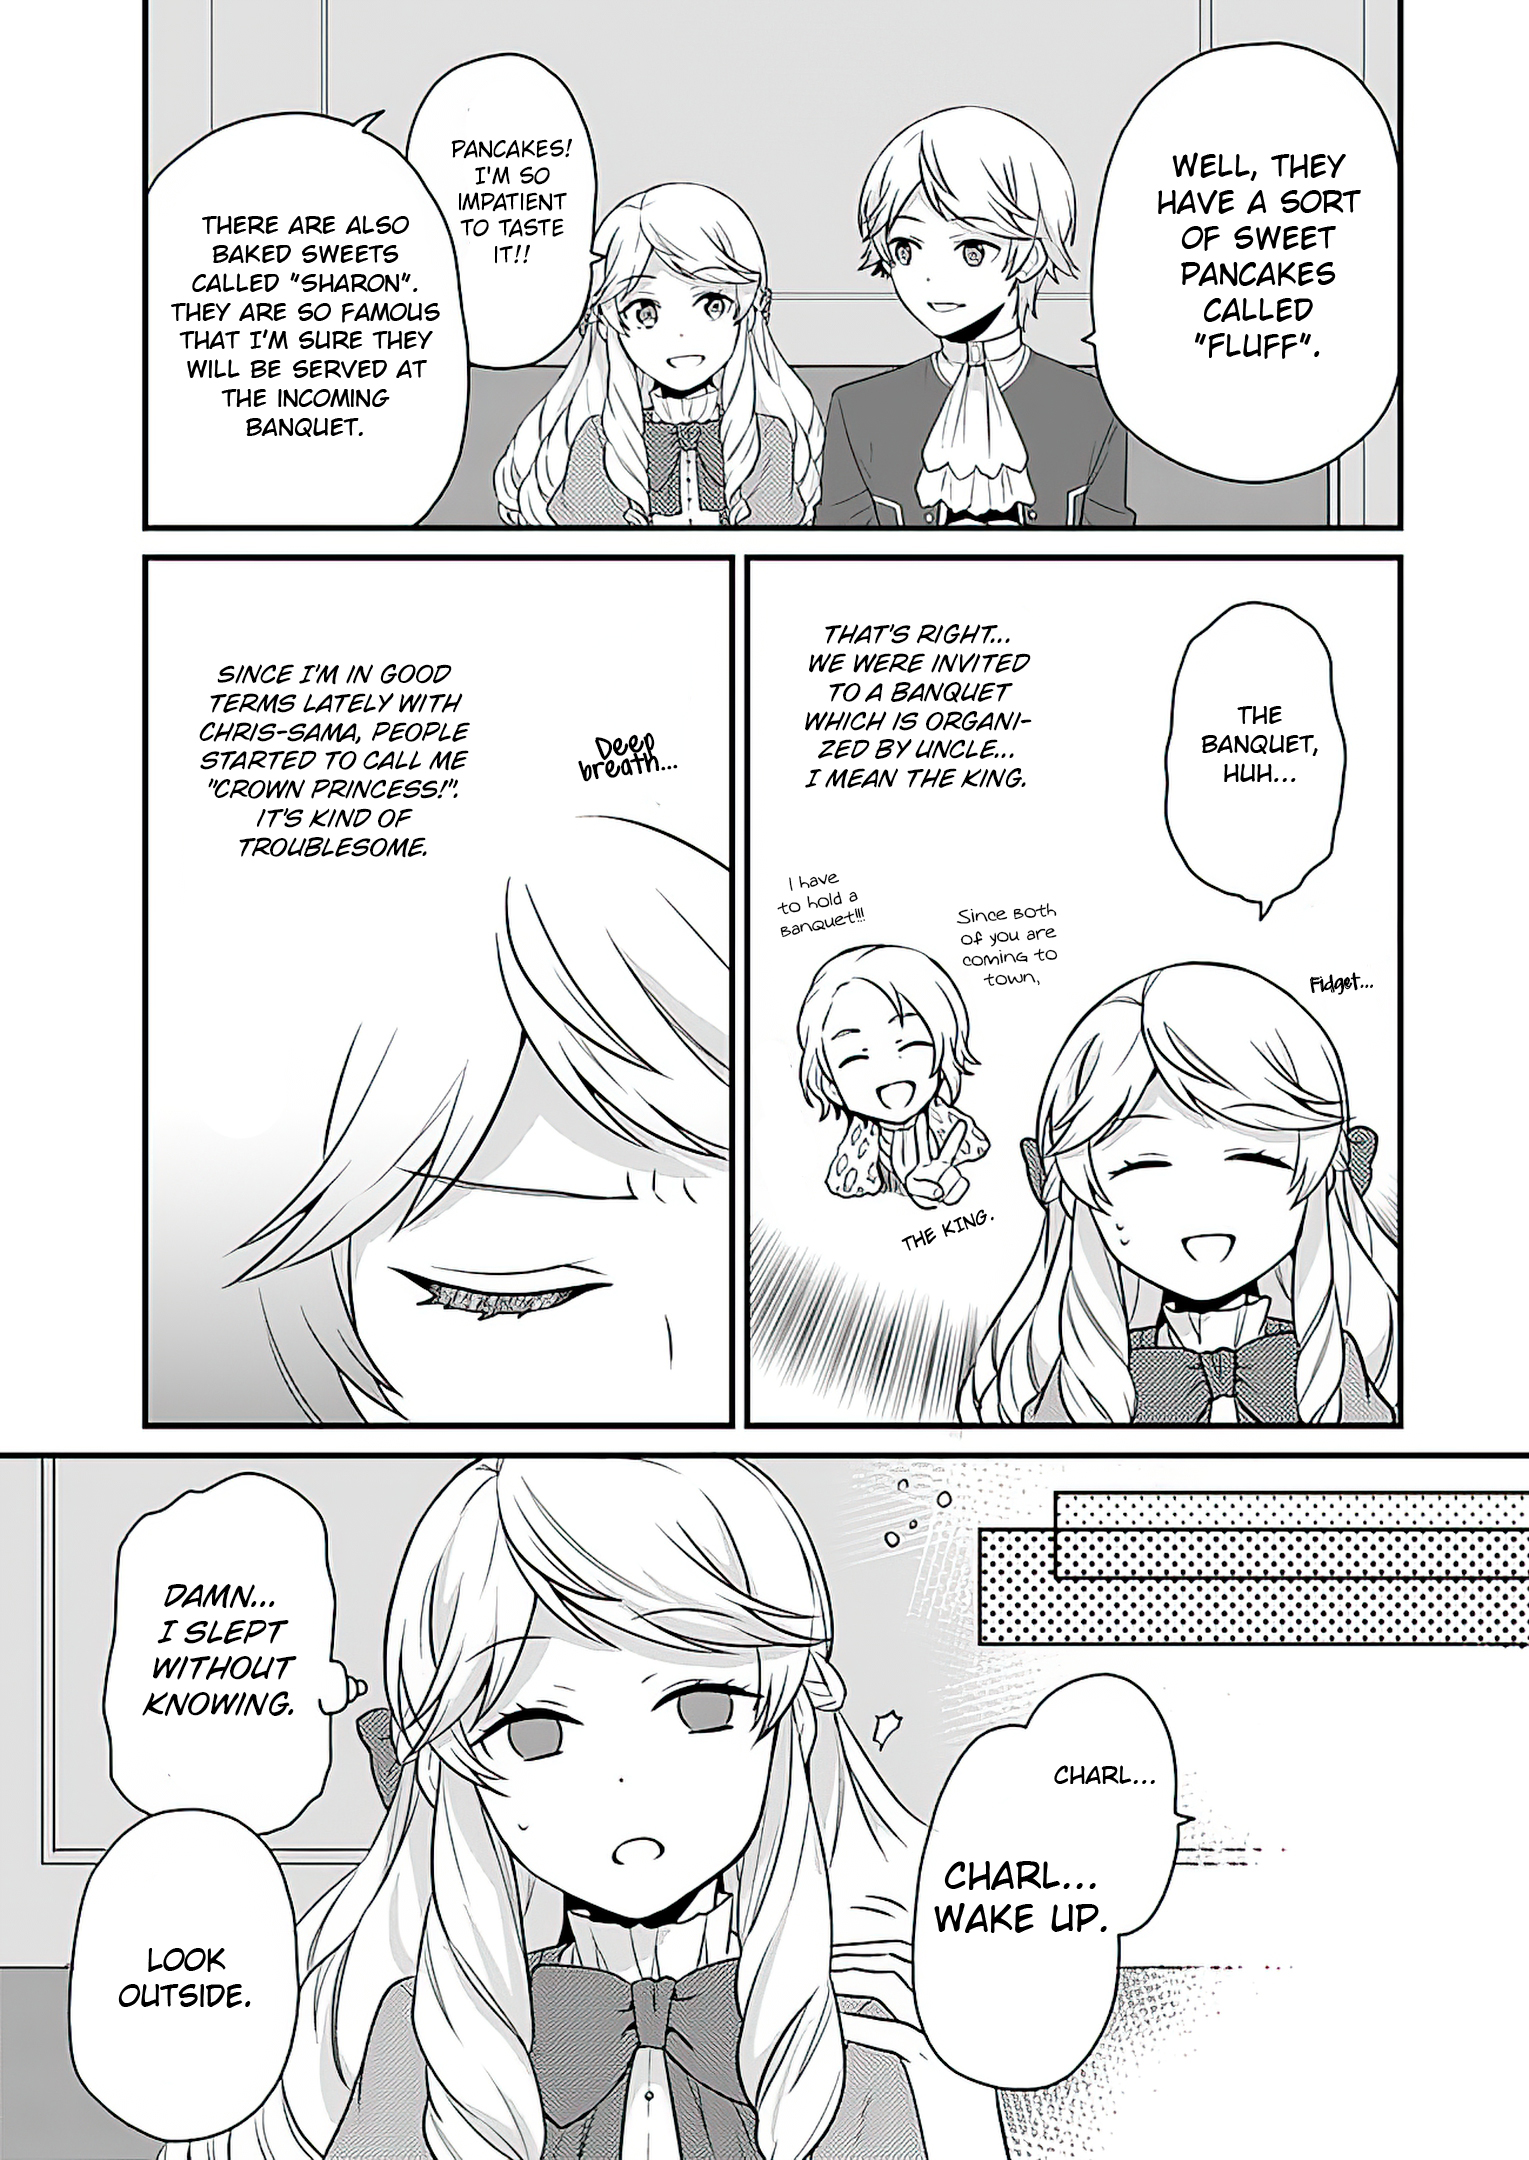 WELL, THEY
HAVE A SORT
OF SWEET
PANCAKES
CALLED
"FLUFF".
PANCAKES!
I'M SO
IMPATIENT
TO TASTE
IT!!
THERE ARE ALSO
BAKED SWEETS
CALLED "SHARON".
THEY ARE SO FAMOUS
THAT I'M SURE THEY
WILL BE SERVED AT
THE INCOMING
BANQUET.
THE
BANQUET,
HUH...
THAT'S RIGHT...
WE WERE INVITED
TO A BANQUET
WHICH IS ORGANI-
ZED BY UNCLE...
I MEAN THE KING.
Since both
of you are
coming to
town,
I have
to hold a
Banquet!!!
THE KING.
Fidget...
SINCE I'M IN GOOD
TERMS LATELY WITH
CHRIS-SAMA, PEOPLE
STARTED TO CALL ME
"CROWN PRINCESS!".
IT'S KIND OF
TROUBLESOME.
Deep
breath...
CHARL...
CHARL...
WAKE UP.
DAMN...
I SLEPT
WITHOUT
KNOWING.
LOOK
OUTSIDE.